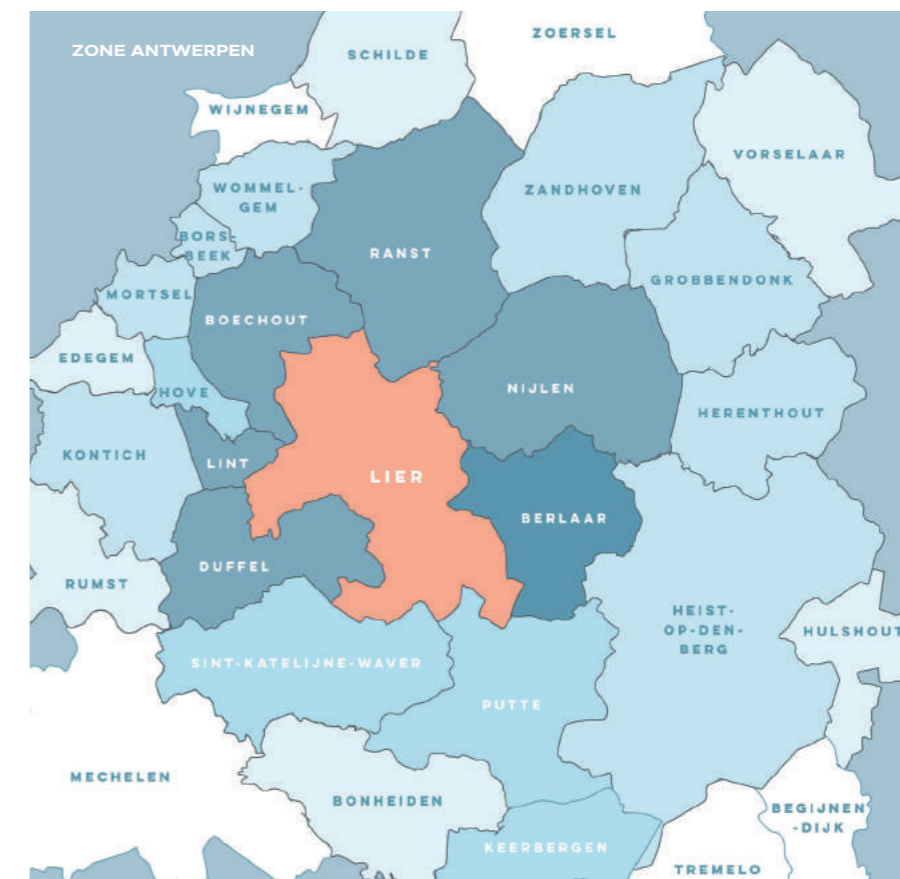 ZONE ANTWERPEN
SCHILDE
ZOERSEL
WIJNEGEM
VORSELAAR
WOMMEL-
GEM
ZANDHOVEN
BORS-
BEEK
RANST
GROBBENDONK
MORTSEL
BOECHOUT
EDEGEM
HOVE
NIJLEN
HERENTHOUT
KONTICH
LINT
LIER
BERLAAR
DUFFEL
RUMST
HEIST-
OP-DEN-
BERG
HULSHOUT
SINT-KATELIJNE-WAVER
PUTTE
MECHELEN
BONHEIDEN
BEGIJNEN
-DIJK
KEERBERGEN
TREMELO